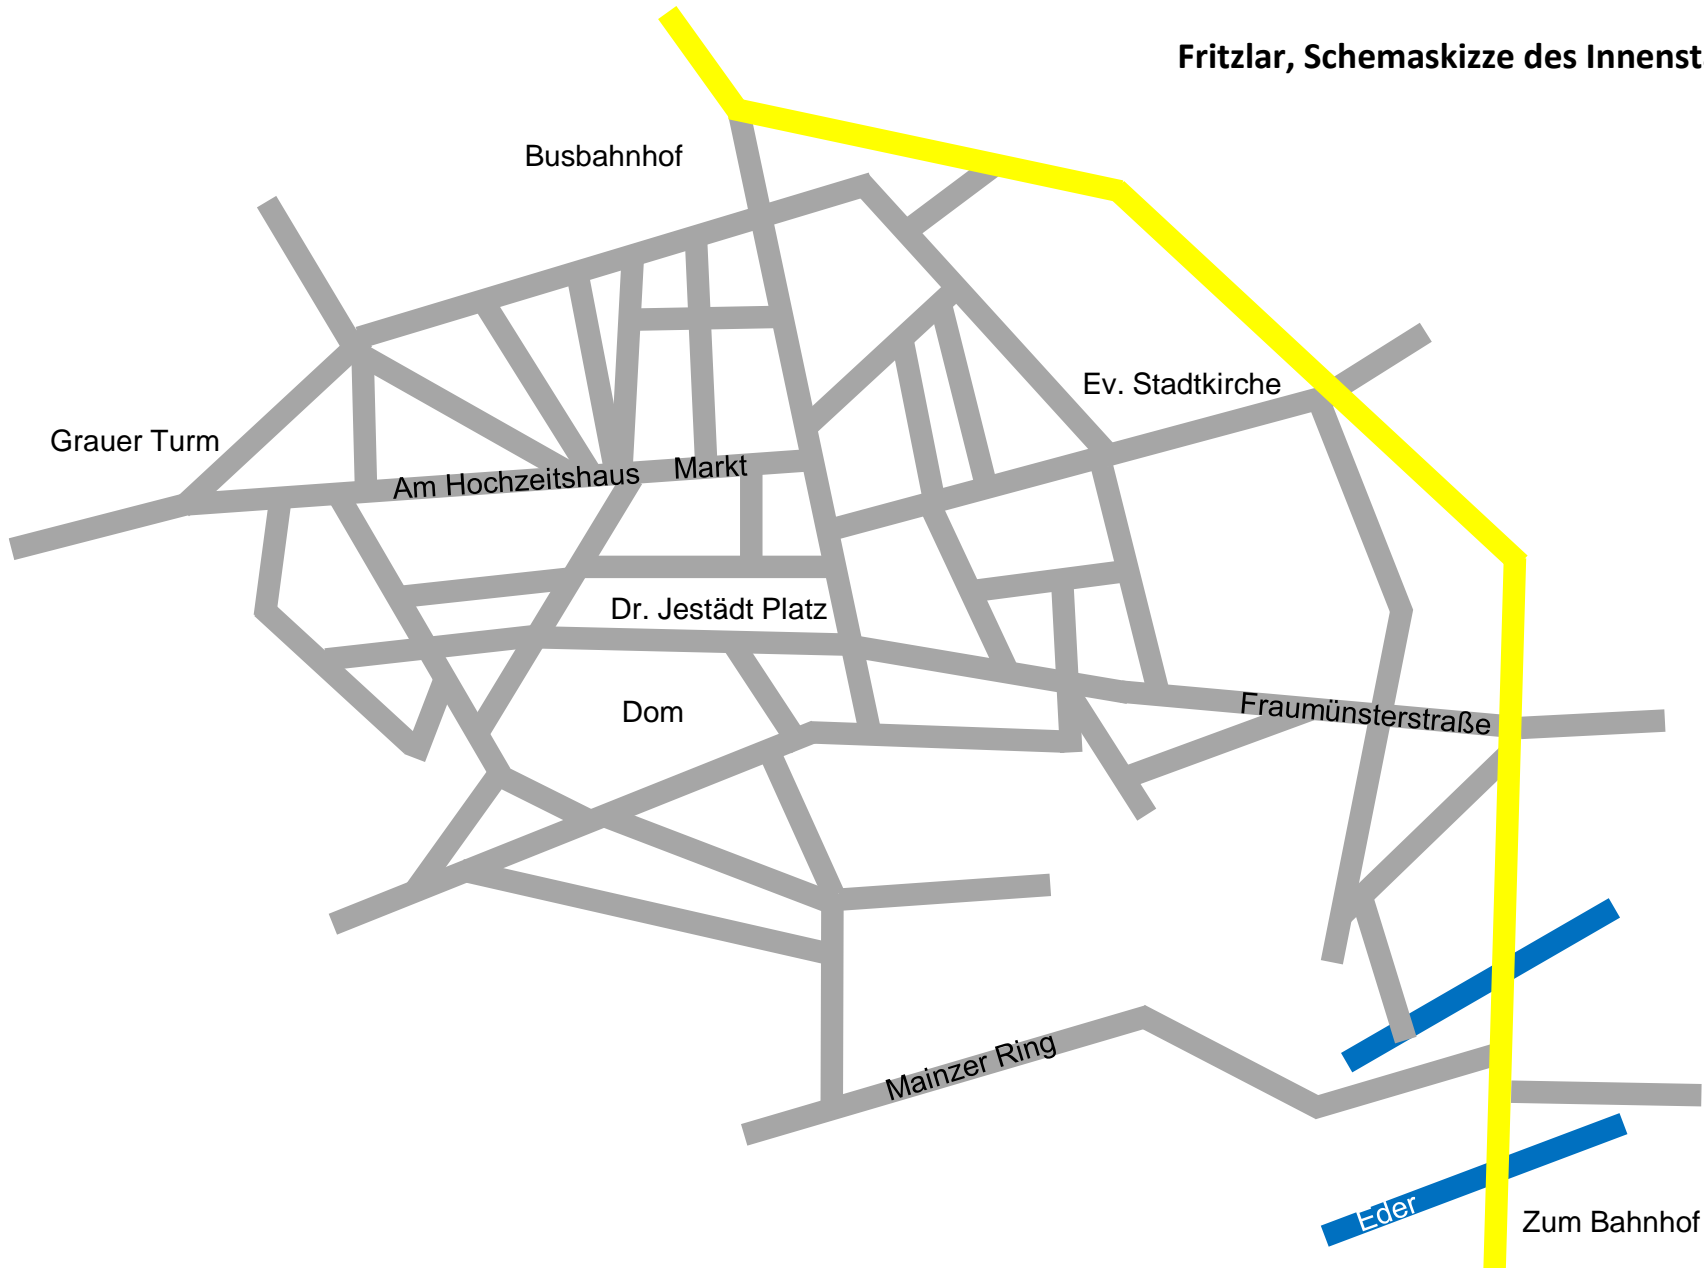 Fritzlar, Schemaskizze des Innenst
Busbahnhof
Ev. Stadtkirche
Grauer Turm
Am Hochzeitshaus
Markt
Dr. Jestädt Platz
Dom
Fraumünsterstraße
Mainzer Ring
Eder
Zum Bahnhof